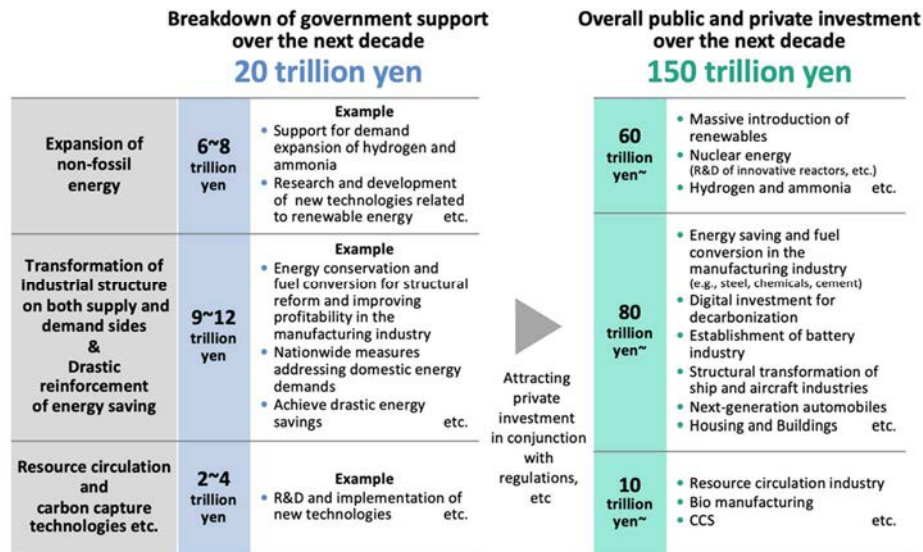 Breakdown of government support
over the next decade
20 trillion yen
Overall public and private investment
over the next decade
150 trillion yen
Expansion of
non-fossil
energy
6~8
trillion
yen
Example
• Support for demand
expansion of hydrogen and
ammonia
• Research and development
of new technologies related
to renewable energy etc.
60
trillion
yen~
• Massive introduction of
renewables
• Nuclear energy
(R&D of innovative reactors, etc.)
• Hydrogen and ammonia etc.
Transformation of
industrial structure
on both supply and
demand sides
&
Drastic
reinforcement
of energy saving
9~12
trillion
yen
Example
• Energy conservation and
fuel conversion for structural
reform and improving
profitability in the
manufacturing industry
• Nationwide measures
addressing domestic energy
demands
• Achieve drastic energy
savings etc.
Attracting
private
investment
in conjunction
with
regulations,
etc
80
trillion
yen~
• Energy saving and fuel
conversion in the
manufacturing industry
(e.g., steel, chemicals, cement)
• Digital investment for
decarbonization
• Establishment of battery
industry
• Structural transformation of
ship and aircraft industries
• Next-generation automobiles
• Housing and Buildings etc.
Resource circulation
and
carbon capture
technologies etc.
2~4
trillion
yen
Example
• R&D and implementation of
new technologies etc.
10
trillion
yen~
• Resource circulation industry
• Bio manufacturing
• CCS etc.